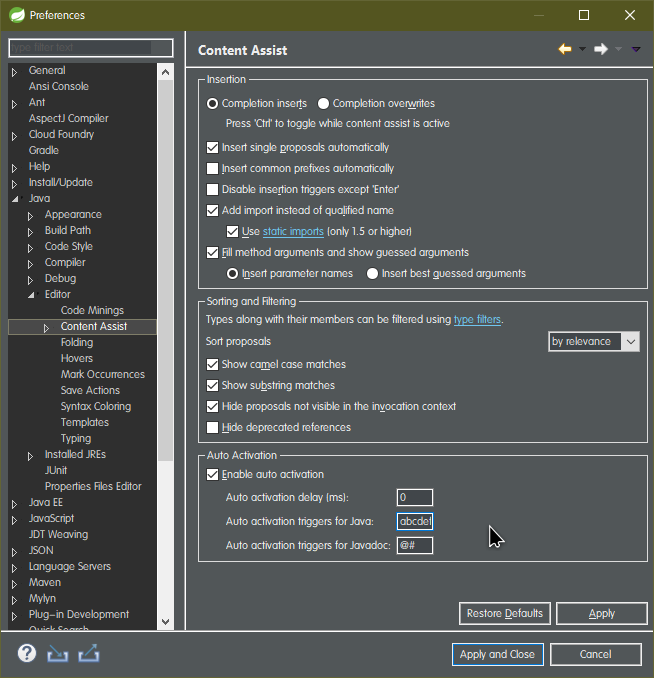 Preferences
type filter text
Content Assist
General
Ansi Console
Ant
AspectJ Compiler
Cloud Foundry
Gradle
Help
Install/Update
Java
Appearance
Build Path
Code Style
Compiler
Debug
Editor
Code Minings
Content Assist
Folding
Hovers
Mark Occurrences
Save Actions
Syntax Coloring
Templates
Typing
Installed JREs
JUnit
Properties Files Editor
Java EE
JavaScript
JDT Weaving
JSON
Language Servers
Maven
Mylyn
Plug-in Development
Quick Search
Insertion
Completion inserts Completion overwrites
Press 'Ctrl' to toggle while content assist is active
Insert single proposals automatically
Insert common prefixes automatically
Disable insertion triggers except 'Enter'
Add import instead of qualified name
Use static imports (only 1.5 or higher)
Fill method arguments and show guessed arguments
Insert parameter names Insert best guessed arguments
Sorting and Filtering
Types along with their members can be filtered using type filters.
Sort proposals by relevance
Show camel case matches
Show substring matches
Hide proposals not visible in the invocation context
Hide deprecated references
Auto Activation
Enable auto activation
Auto activation delay (ms): 0
Auto activation triggers for Java: abcdef
Auto activation triggers for Javadoc: @#
Restore Defaults Apply
? Apply and Close Cancel